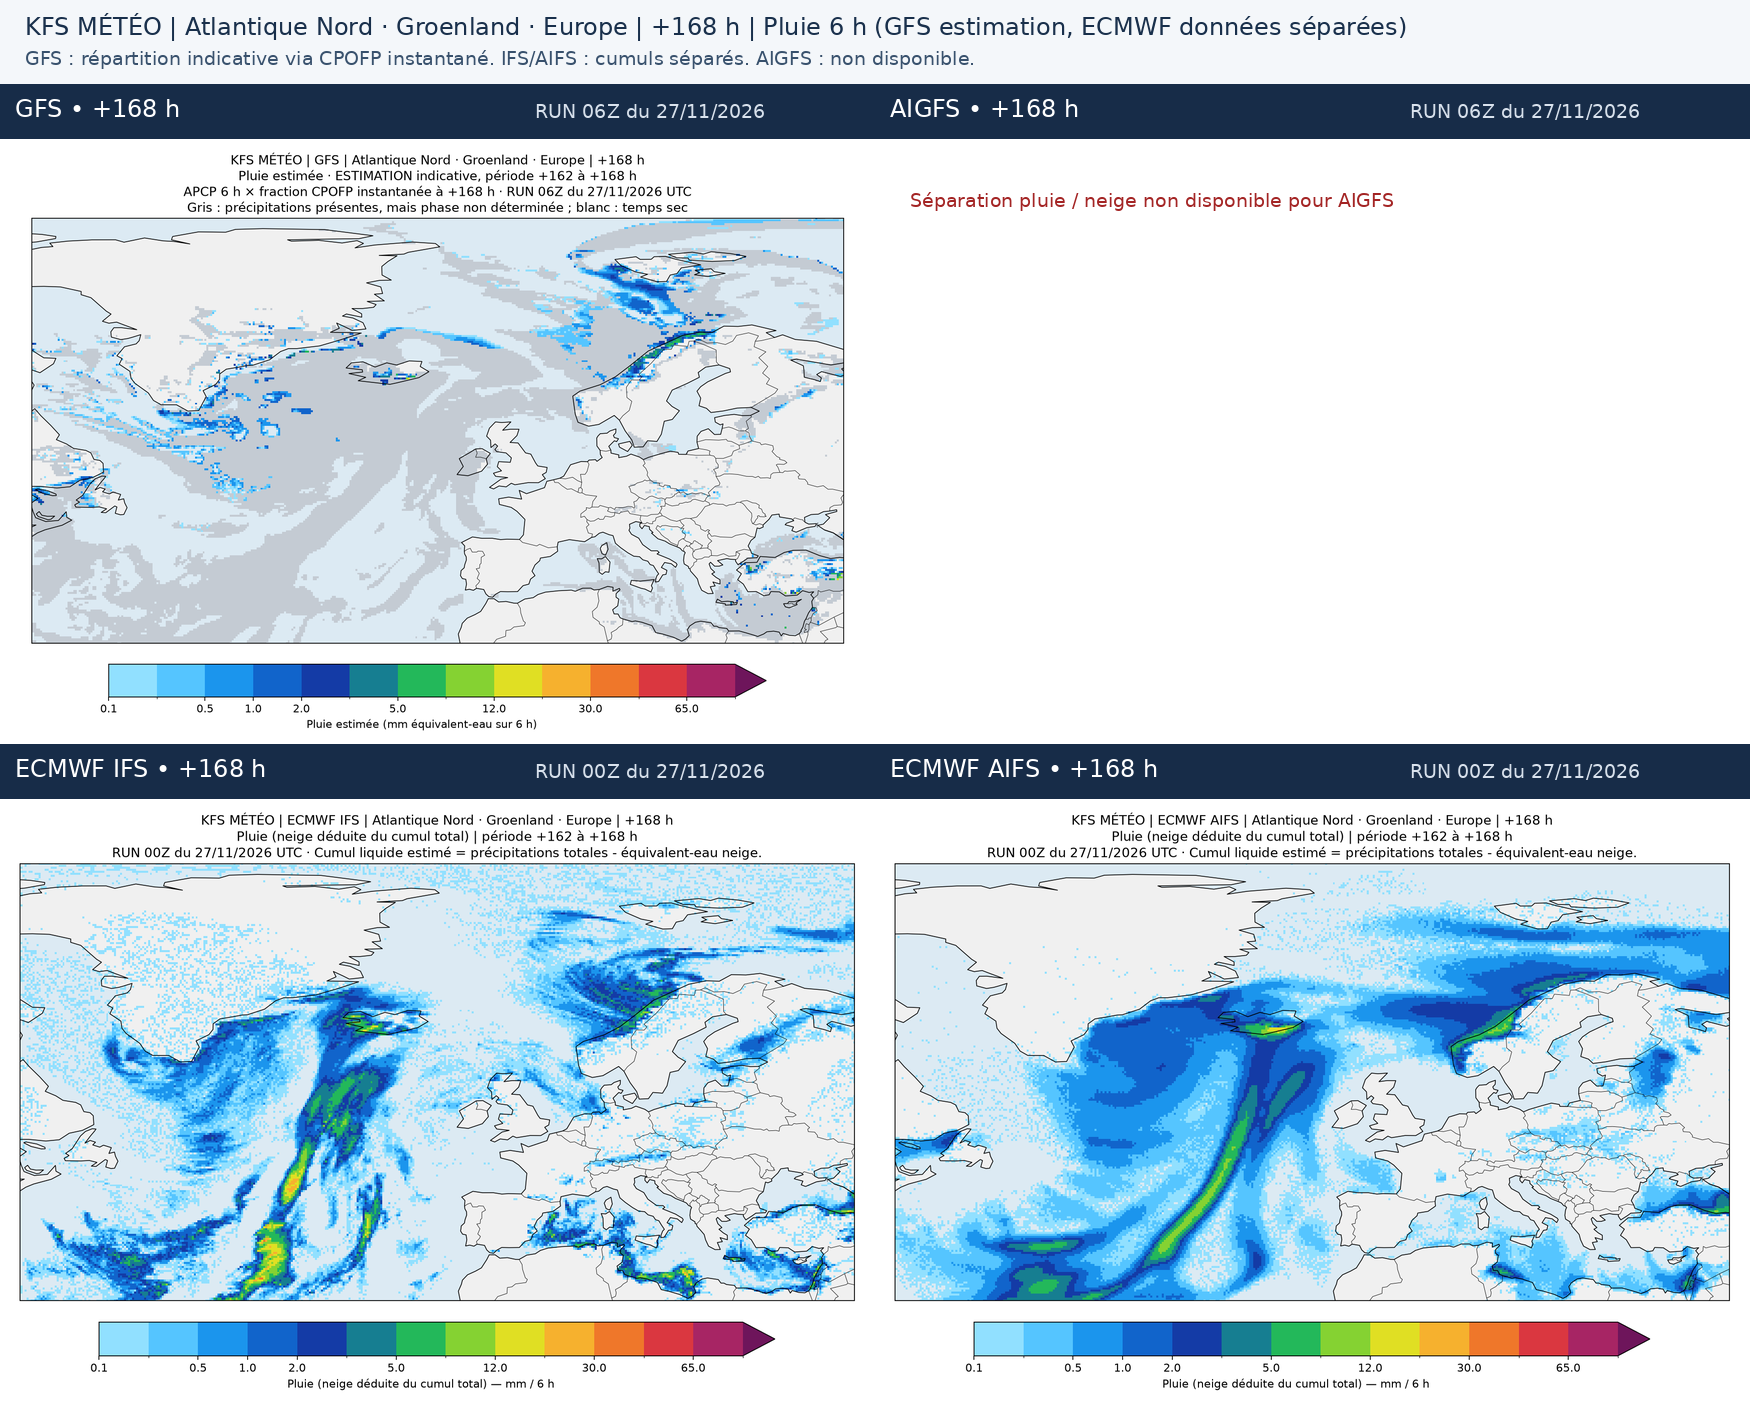 KFS MÉTÉO | Atlantique Nord · Groenland · Europe | +168 h | Pluie 6 h (GFS estimation, ECMWF données séparées)
GFS : répartition indicative via CPOFP instantané. IFS/AIFS : cumuls séparés. AIGFS : non disponible.
GFS • +168 h RUN 06Z du 27/11/2026
AIGFS • +168 h RUN 06Z du 27/11/2026
KFS MÉTÉO | GFS | Atlantique Nord · Groenland · Europe | +168 h
Pluie estimée · ESTIMATION indicative, période +162 à +168 h
APCP 6 h × fraction CPOFP instantanée à +168 h · RUN 06Z du 27/11/2026 UTC
Gris : précipitations présentes, mais phase non déterminée ; blanc : temps sec
0.1 0.5 1.0 2.0 5.0 12.0 30.0 65.0
Pluie estimée (mm équivalent-eau sur 6 h)
Séparation pluie / neige non disponible pour AIGFS
ECMWF IFS • +168 h RUN 00Z du 27/11/2026
ECMWF AIFS • +168 h RUN 00Z du 27/11/2026
KFS MÉTÉO | ECMWF IFS | Atlantique Nord · Groenland · Europe | +168 h
Pluie (neige déduite du cumul total) | période +162 à +168 h
RUN 00Z du 27/11/2026 UTC · Cumul liquide estimé = précipitations totales - équivalent-eau neige.
0.1 0.5 1.0 2.0 5.0 12.0 30.0 65.0
Pluie (neige déduite du cumul total) — mm / 6 h
KFS MÉTÉO | ECMWF AIFS | Atlantique Nord · Groenland · Europe | +168 h
Pluie (neige déduite du cumul total) | période +162 à +168 h
RUN 00Z du 27/11/2026 UTC · Cumul liquide estimé = précipitations totales - équivalent-eau neige.
0.1 0.5 1.0 2.0 5.0 12.0 30.0 65.0
Pluie (neige déduite du cumul total) — mm / 6 h